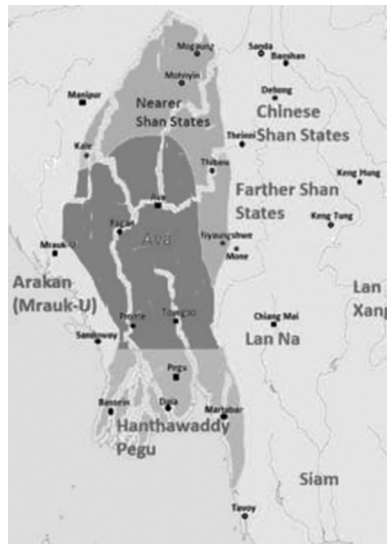 Mogaung
Sanda
Baoshan
Mohnyin
Manipur
Nearer
Shan States
Dehong
Chinese
Shan States
Kale
Theinni
Thibaw
Keng Hung
Ava
Farther Shan
States
Pagan
Ava
Keng Tung
Mrauk-U
Nyaungshwe
Mone
Arakan
(Mrauk-U)
Lan
Xang
Prome
Toungoo
Chiang Mai
Sandoway
Lan Na
Pegu
Bassein
Dala
Martaban
Hanthawaddy
Pegu
Siam
Tavoy